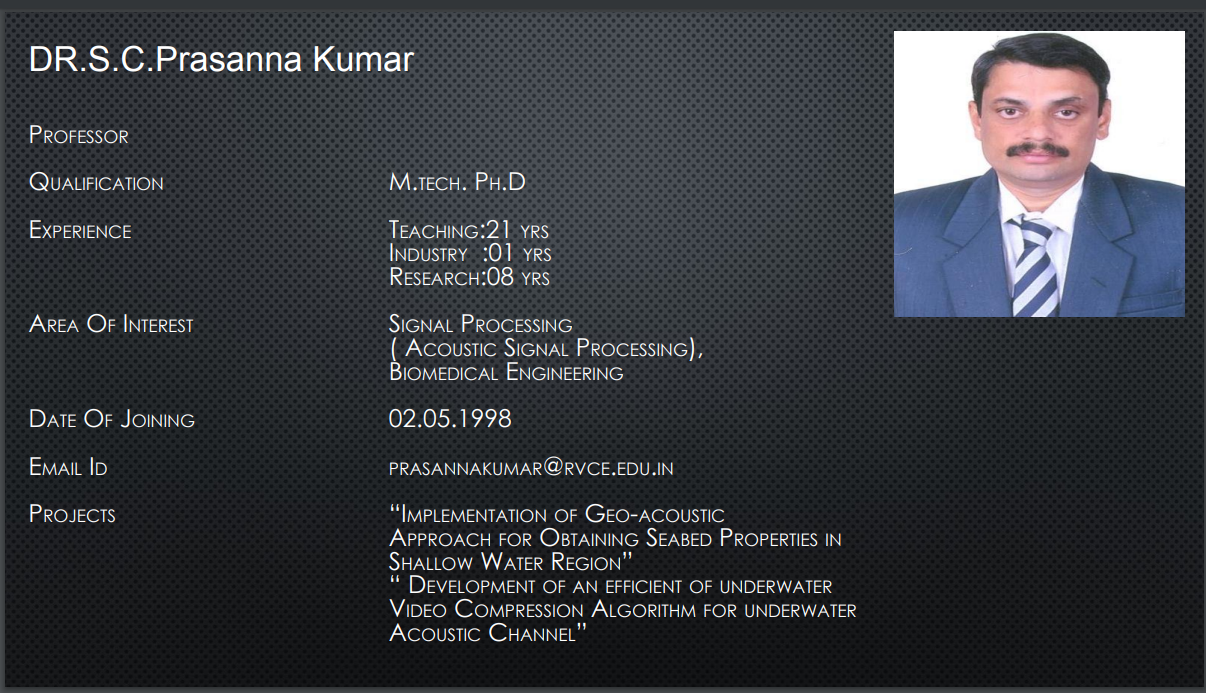 DR.S.C.Prasanna Kumar
Professor
Qualification M.tech. Ph.D
Experience Teaching:21 yrs
Industry :01 yrs
Research:08 yrs
Area Of Interest Signal Processing
( Acoustic Signal Processing),
Biomedical Engineering
Date Of Joining 02.05.1998
Email Id prasannakumar@rvce.edu.in
Projects “Implementation of Geo-acoustic
Approach for Obtaining Seabed Properties in
Shallow Water Region”
“ Development of an efficient of underwater
Video Compression Algorithm for underwater
Acoustic Channel”